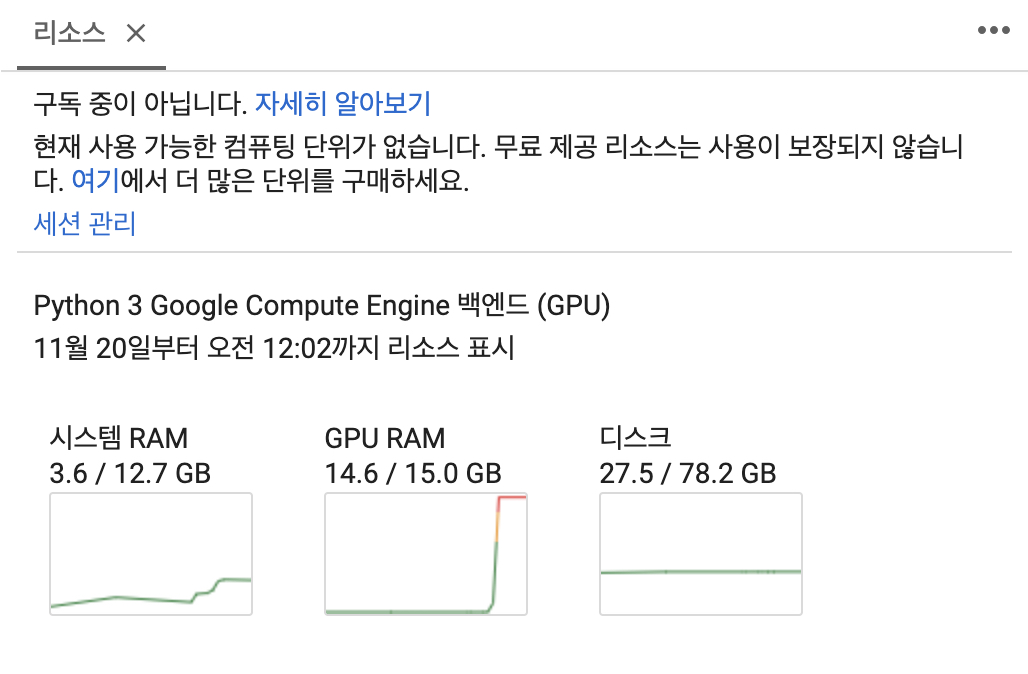 리소스
구독 중이 아닙니다. 자세히 알아보기
현재 사용 가능한 컴퓨팅 단위가 없습니다. 무료 제공 리소스는 사용이 보장되지 않습니
다. 여기에서 더 많은 단위를 구매하세요.
세션 관리
Python 3 Google Compute Engine 백엔드 (GPU)
11월 20일부터 오전 12:02까지 리소스 표시
시스템 RAM
3.6 / 12.7 GB
GPU RAM
14.6 / 15.0 GB
디스크
27.5 / 78.2 GB